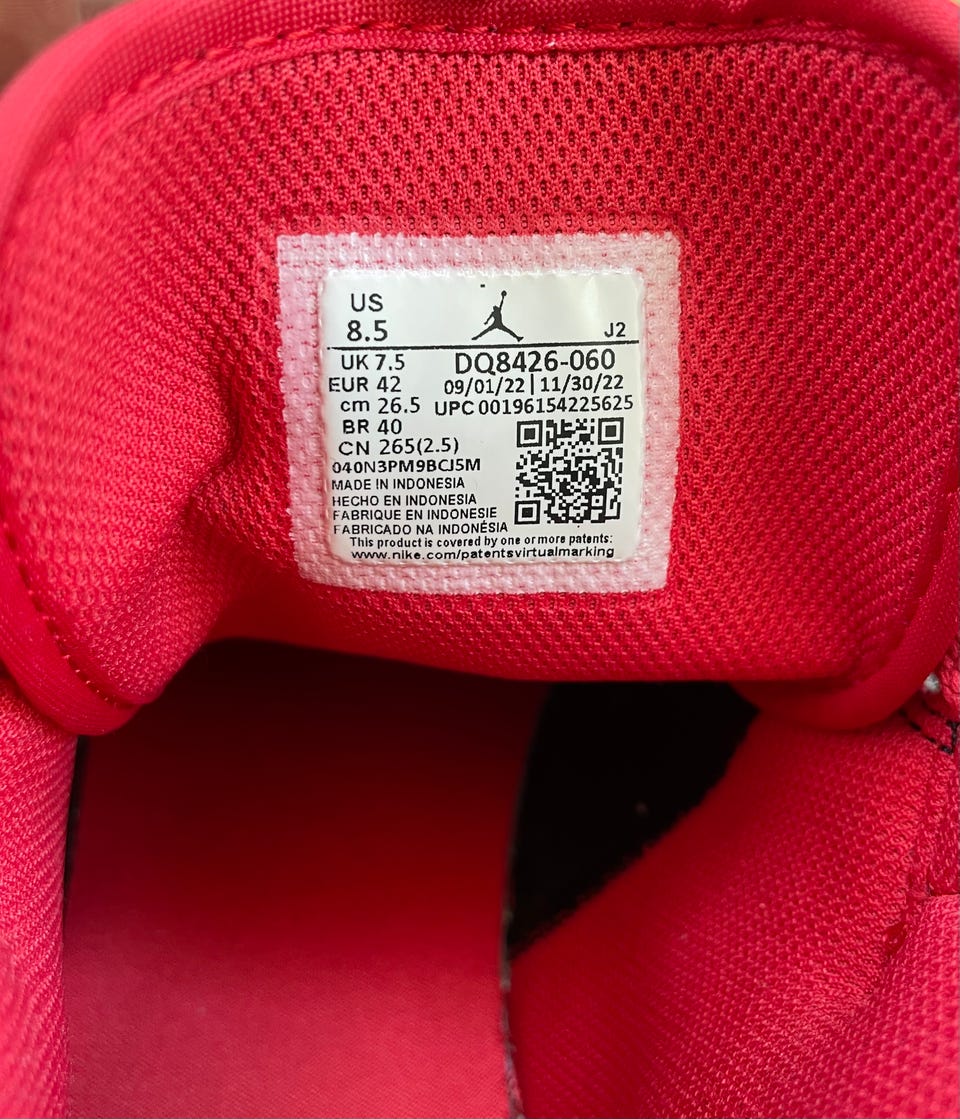 US
8.5
J2
UK 7.5
DQ8426-060
EUR 42
09/01/22 | 11/30/22
cm 26.5
UPC 00196154225625
BR 40
CN 265(2.5)
040N3PM9BCJ5M
MADE IN INDONESIA
HECHO EN INDONESIA
FABRIQUE EN INDONESIE
FABRICADO NA INDONÉSIA
This product is covered by one or more patents:
www.nike.com/patentsvirtualmarking